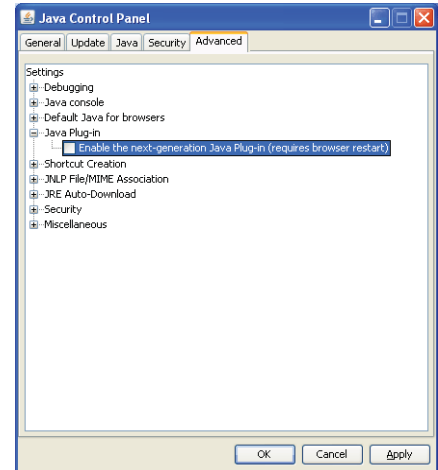 Java Control Panel
General Update Java Security Advanced
Settings
Debugging
Java console
Default Java for browsers
Java Plug-in
Enable the next-generation Java Plug-in (requires browser restart)
Shortcut Creation
JNLP File/MIME Association
JRE Auto-Download
Security
Miscellaneous
OK Cancel Apply